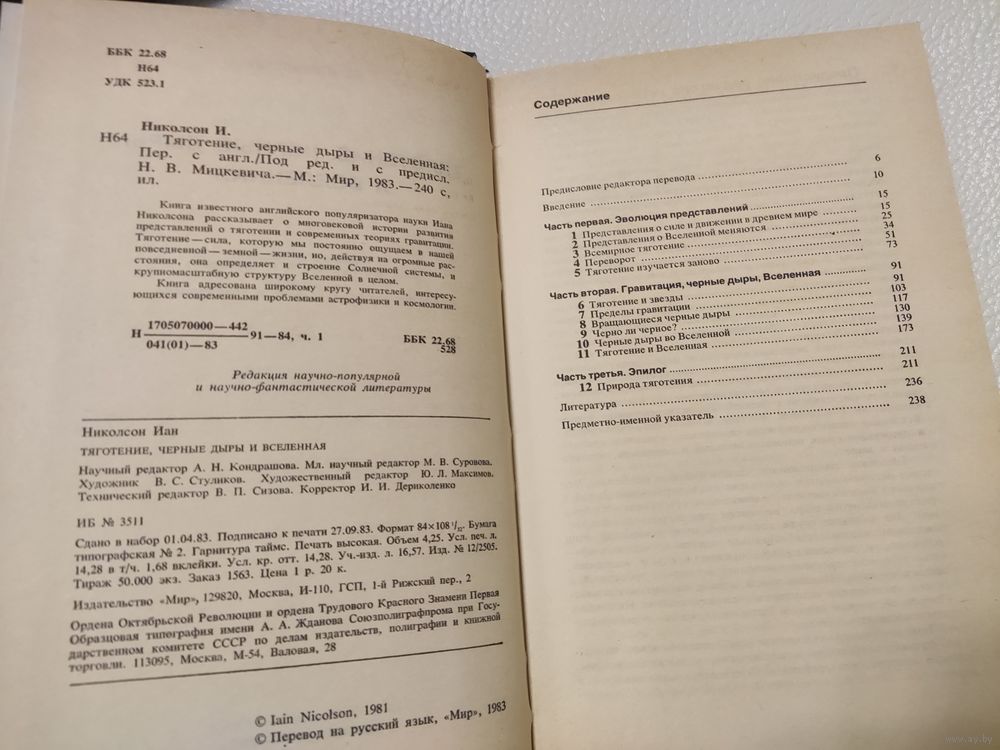 ББК 22.68
Н64
УДК 523.1
Николсон И.
Н64 Тяготение, черные дыры и Вселенная:
Пер. с англ./Под ред. и с предисл.
Н. В. Мицкевича.— М.: Мир, 1983.— 240 с,
ил.
Книга известного английского популяризатора науки Иана
Николсона рассказывает о многовековой истории развития
представлений о тяготении и современных теориях гравитации.
Тяготение — сила, которую мы постоянно ощущаем в нашей
повседневной — земной — жизни, но, действуя на огромные рас-
стояния, она определяет и строение Солнечной системы, и
крупномасштабную структуру Вселенной в целом.
Книга адресована широкому кругу читателей, интересу-
ющихся современными проблемами астрофизики и космологии.
Н 1705070000—442
041(01)—83 91—84, ч. 1
ББК 22.68
528
Редакция научно-популярной
и научно-фантастической литературы
Николсон Иан
ТЯГОТЕНИЕ, ЧЕРНЫЕ ДЫРЫ И ВСЕЛЕННАЯ
Научный редактор А. Н. Кондрашова. Мл. научный редактор М. В. Суровова.
Художник В. С. Стуликов. Художественный редактор Ю. Л. Максимов.
Технический редактор В. П. Сизова. Корректор И. И. Дериколенко
ИБ № 3511
Сдано в набор 01.04.83. Подписано к печати 27.09.83. Формат 84×108 1/32. Бумага
типографская № 2. Гарнитура таймс. Печать высокая. Объем 4,25. Усл. печ. л.
14,28 в т/ч. 1,68 вклейки. Усл. кр. отт. 14,28. Уч.-изд. л. 16,57. Изд. № 12/2505.
Тираж 50.000 экз. Заказ 1563. Цена 1 р. 20 к.
Издательство «Мир», 129820, Москва, И-110, ГСП, 1-й Рижский пер., 2
Ордена Октябрьской Революции и ордена Трудового Красного Знамени Первая
Образцовая типография имени А. А. Жданова Союзполиграфпрома при Госу-
дарственном комитете СССР по делам издательств, полиграфии и книжной
торговли. 113095, Москва, М-54, Валовая, 28
© Iain Nicolson, 1981
© Перевод на русский язык, «Мир», 1983
Содержание
Предисловие редактора перевода 6
Введение 10
Часть первая. Эволюция представлений 15
1 Представления о силе и движении в древнем мире 15
2 Представления о Вселенной меняются 25
3 Всемирное тяготение 34
4 Переворот 51
5 Тяготение изучается заново 73
Часть вторая. Гравитация, черные дыры, Вселенная 91
6 Тяготение и звезды 91
7 Пределы гравитации 103
8 Вращающиеся черные дыры 117
9 Черно ли черное? 130
10 Черные дыры во Вселенной 139
11 Тяготение и Вселенная 173
Часть третья. Эпилог 211
12 Природа тяготения 211
Литература 236
Предметно-именной указатель 238
www.ay.by